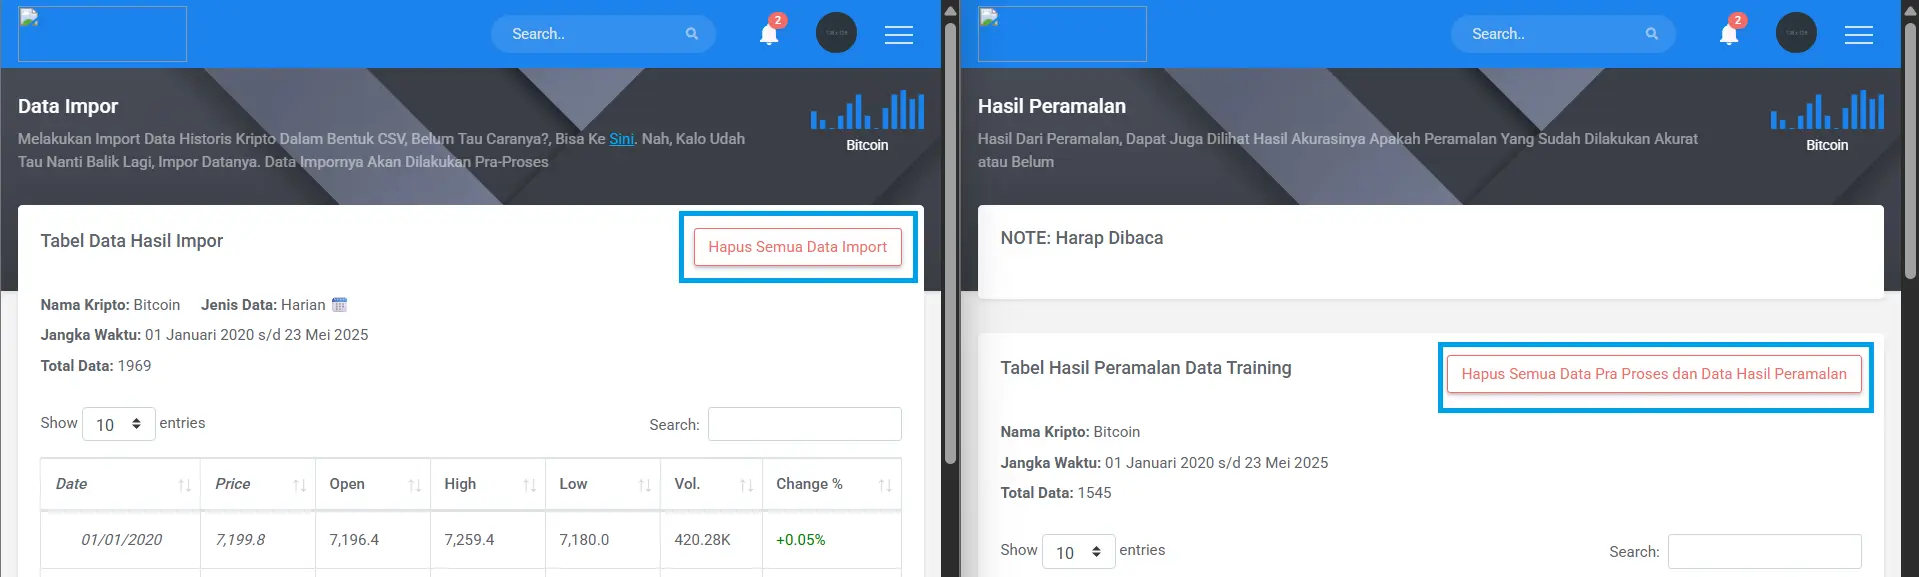 Search..
2
Data Impor
Melakukan Import Data Historis Kripto Dalam Bentuk CSV, Belum Tau Caranya?, Bisa Ke Sini. Nah, Kalo Udah
Tau Nanti Balik Lagi, Impor Datanya. Data Impornya Akan Dilakukan Pra-Proses
Bitcoin
Tabel Data Hasil Impor
Hapus Semua Data Import
Nama Kripto: Bitcoin Jenis Data: Harian
Jangka Waktu: 01 Januari 2020 s/d 23 Mei 2025
Total Data: 1969
Show 10 entries
Search:
Date Price Open High Low Vol. Change %
01/01/2020 7,199.8 7,196.4 7,259.4 7,180.0 420.28K +0.05%
Search..
2
Hasil Peramalan
Hasil Dari Peramalan, Dapat Juga Dilihat Hasil Akurasinya Apakah Peramalan Yang Sudah Dilakukan Akurat
atau Belum
Bitcoin
NOTE: Harap Dibaca
Tabel Hasil Peramalan Data Training
Hapus Semua Data Pra Proses dan Data Hasil Peramalan
Nama Kripto: Bitcoin
Jangka Waktu: 01 Januari 2020 s/d 23 Mei 2025
Total Data: 1545
Show 10 entries
Search: